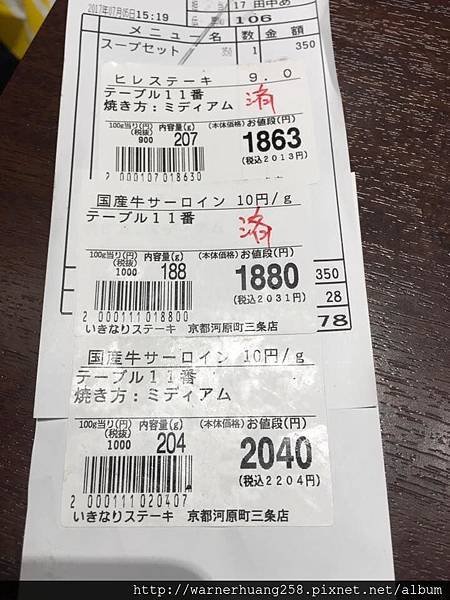 2017年07月05日15:19
17 田中あ
106
メニュー名 数 金額
スープセット 350 1 350
ヒレステーキ 9.0
テーブル11番
焼き方:ミディアム
済
100g当り(円) 内容量(g) (本体価格)お値段(円)
(税抜)
900 207 1863
(税込2013円)
2 000107018630
国産牛サーロイン 10円/g
テーブル11番
済
100g当り(円) 内容量(g) (本体価格)お値段(円)
(税抜)
1000 188 1880
(税込2031円)
2 000111018800
いきなりステーキ 京都河原町三条店
350
28
78
国産牛サーロイン 10円/g
テーブル11番
焼き方:ミディアム
100g当り(円) 内容量(g) (本体価格)お値段(円)
(税抜)
1000 204 2040
(税込2204円)
2 000111020407
いきなりステーキ 京都河原町三条店
http://warnerhuang258.pixnet.net/album